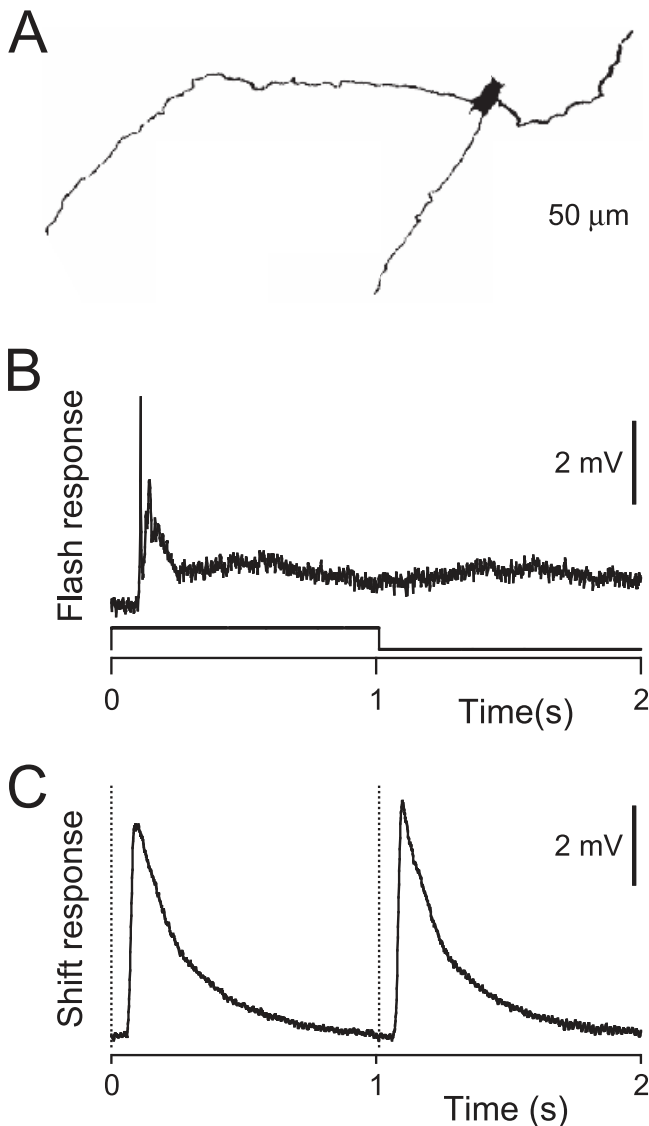 A
50 μm
B
Flash response
2 mV
0
1
2
Time(s)
C
Shift response
2 mV
0
1
2
Time (s)